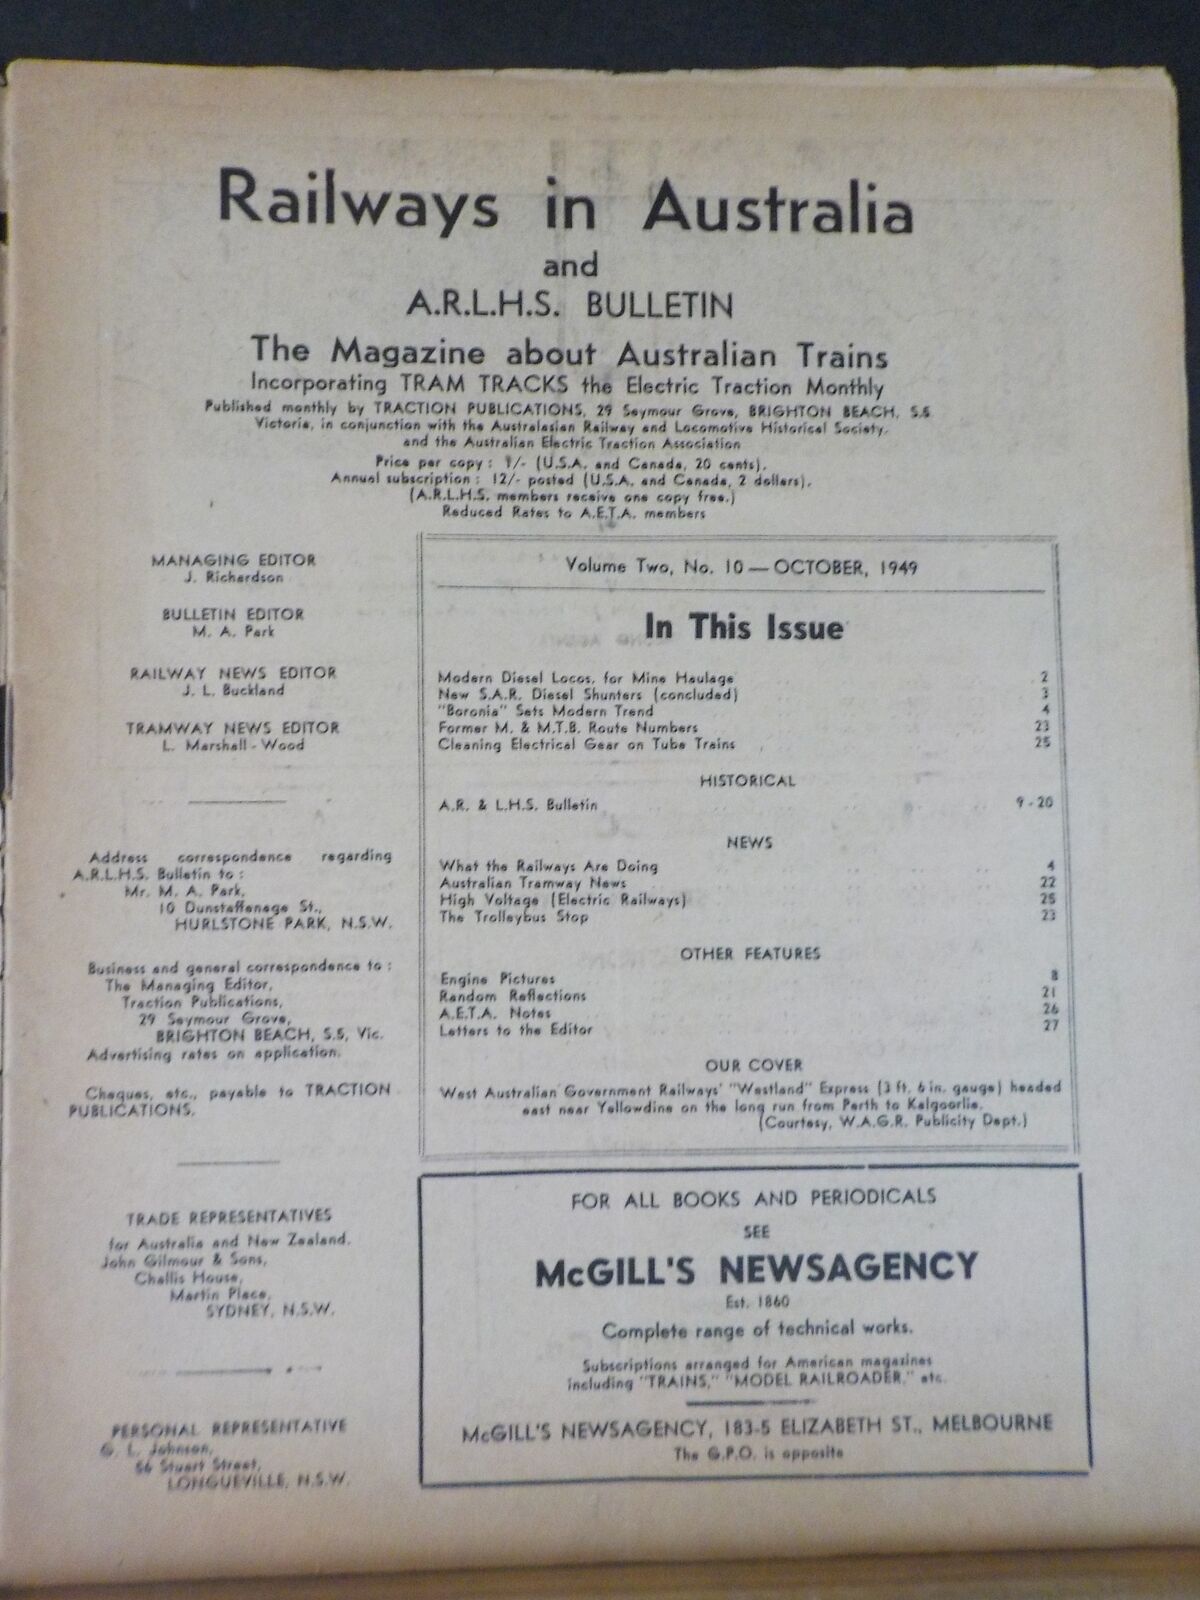 Railways in Australia
and
A.R.L.H.S. BULLETIN
The Magazine about Australian Trains
Incorporating TRAM TRACKS the Electric Traction Monthly
Published monthly by TRACTION PUBLICATIONS, 29 Seymour Grove, BRIGHTON BEACH, S.5.
Victoria, in conjunction with the Australasian Railway and Locomotive Historical Society.
and the Australian Electric Traction Association
Price per copy : 1/- (U.S.A. and Canada, 20 cents).
Annual subscription : 12/- posted (U.S.A. and Canada, 2 dollars).
(A.R.L.H.S. members receive one copy free.)
Reduced Rates to A.E.T.A. members
MANAGING EDITOR
J. Richardson
BULLETIN EDITOR
M. A. Park
RAILWAY NEWS EDITOR
J. L. Buckland
TRAMWAY NEWS EDITOR
L. Marshall-Wood
Address correspondence regarding
A.R.L.H.S. Bulletin to :
Mr. M. A. Park,
10 Dunstaffenage St.,
HURLSTONE PARK, N.S.W.
Business and general correspondence to :
The Managing Editor,
Traction Publications,
29 Seymour Grove,
BRIGHTON BEACH, S.5, Vic.
Advertising rates on application.
Cheques, etc., payable to TRACTION
PUBLICATIONS.
TRADE REPRESENTATIVES
for Australia and New Zealand.
John Gilmour & Sons,
Challis House,
Martin Place,
SYDNEY, N.S.W.
PERSONAL REPRESENTATIVE
G. L. Johnson,
56 Stuart Street,
LONGUEVILLE, N.S.W.
Volume Two, No. 10 — OCTOBER, 1949
In This Issue
Modern Diesel Locos. for Mine Haulage 2
New S.A.R. Diesel Shunters (concluded) 3
"Boronia" Sets Modern Trend 4
Former M. & M.T.B. Route Numbers 23
Cleaning Electrical Gear on Tube Trains 25
HISTORICAL
A.R. & L.H.S. Bulletin 9 - 20
NEWS
What the Railways Are Doing 4
Australian Tramway News 22
High Voltage (Electric Railways) 25
The Trolleybus Stop 23
OTHER FEATURES
Engine Pictures 8
Random Reflections 21
A.E.T.A. Notes 26
Letters to the Editor 27
OUR COVER
West Australian Government Railways' "Westland" Express (3 ft. 6 in. gauge) headed
east near Yellowdine on the long run from Perth to Kalgoorlie.
(Courtesy, W.A.G.R. Publicity Dept.)
FOR ALL BOOKS AND PERIODICALS
SEE
McGILL'S NEWSAGENCY
Est. 1860
Complete range of technical works.
Subscriptions arranged for American magazines
including "TRAINS," "MODEL RAILROADER," etc.
McGILL'S NEWSAGENCY, 183-5 ELIZABETH ST., MELBOURNE
The G.P.O. is opposite